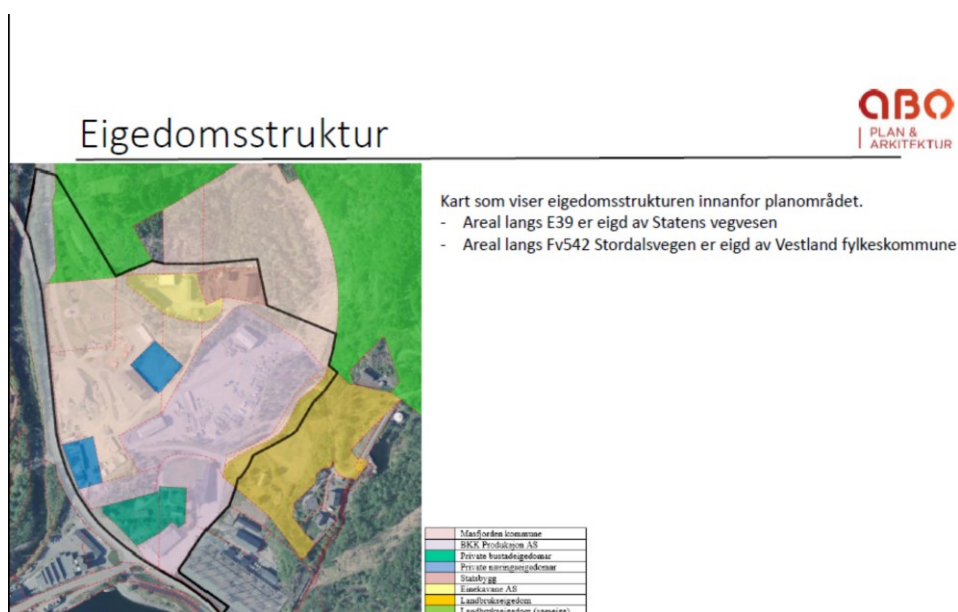 ABO
PLAN &
ARKITEKTUR
Eigedomsstruktur
Kart som viser eigedomsstrukturen innanfor planområdet.
- Areal langs E39 er eigd av Statens vegvesen
- Areal langs Fv542 Stordalsvegen er eigd av Vestland fylkeskommune
Masfjorden kommune
BKK Produksjon AS
Private bustadeigedomar
Private næringseigedomar
Statsbygg
Einekavane AS
Landbrukseigedom
Landbrukseigedom (sameige)